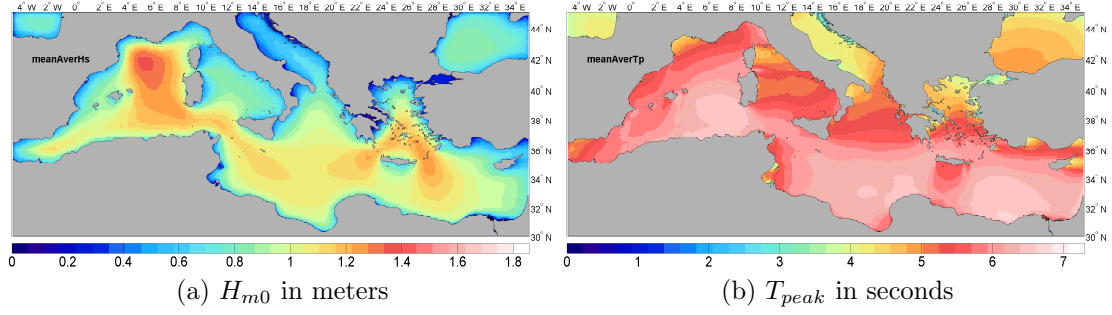 4° W 2° W 0° 2° E 4° E 6° E 8° E 10° E 12° E 14° E 16° E 18° E 20° E 22° E 24° E 26° E 28° E 30° E 32° E 34° E
4° W 2° W 0° 2° E 4° E 6° E 8° E 10° E 12° E 14° E 16° E 18° E 20° E 22° E 24° E 26° E 28° E 30° E 32° E 34° E
44° N 44° N
meanAverHs meanAverTp
42° N 42° N
40° N 40° N
38° N 38° N
36° N 36° N
34° N 34° N
32° N 32° N
30° N 30° N
0 0.2 0.4 0.6 0.8 1 1.2 1.4 1.6 1.8 0 1 2 3 4 5 6 7
(a) H_{m0} in meters (b) T_{peak} in seconds